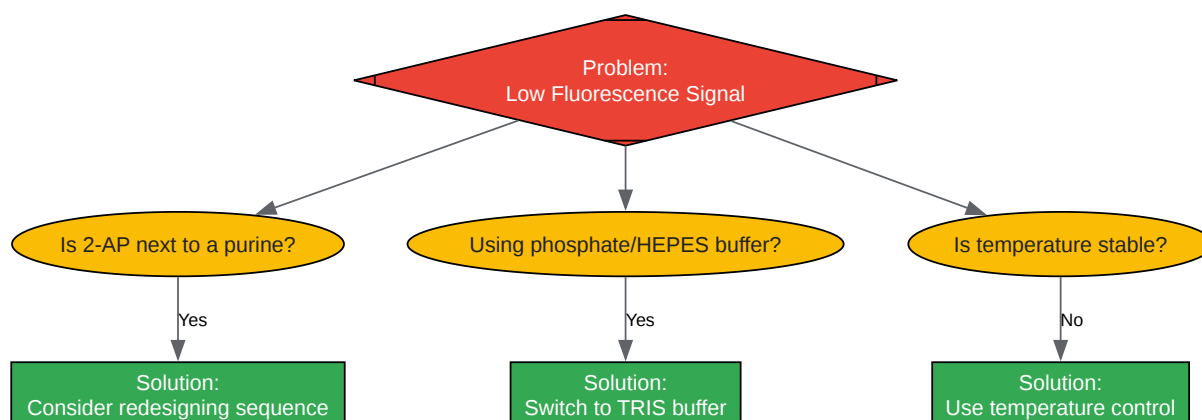 Problem:
Low Fluorescence Signal
Is 2-AP next to a purine?
Using phosphate/HEPES buffer?
Is temperature stable?
Yes
Yes
No
Solution:
Consider redesigning sequence
Solution:
Switch to TRIS buffer
Solution:
Use temperature control